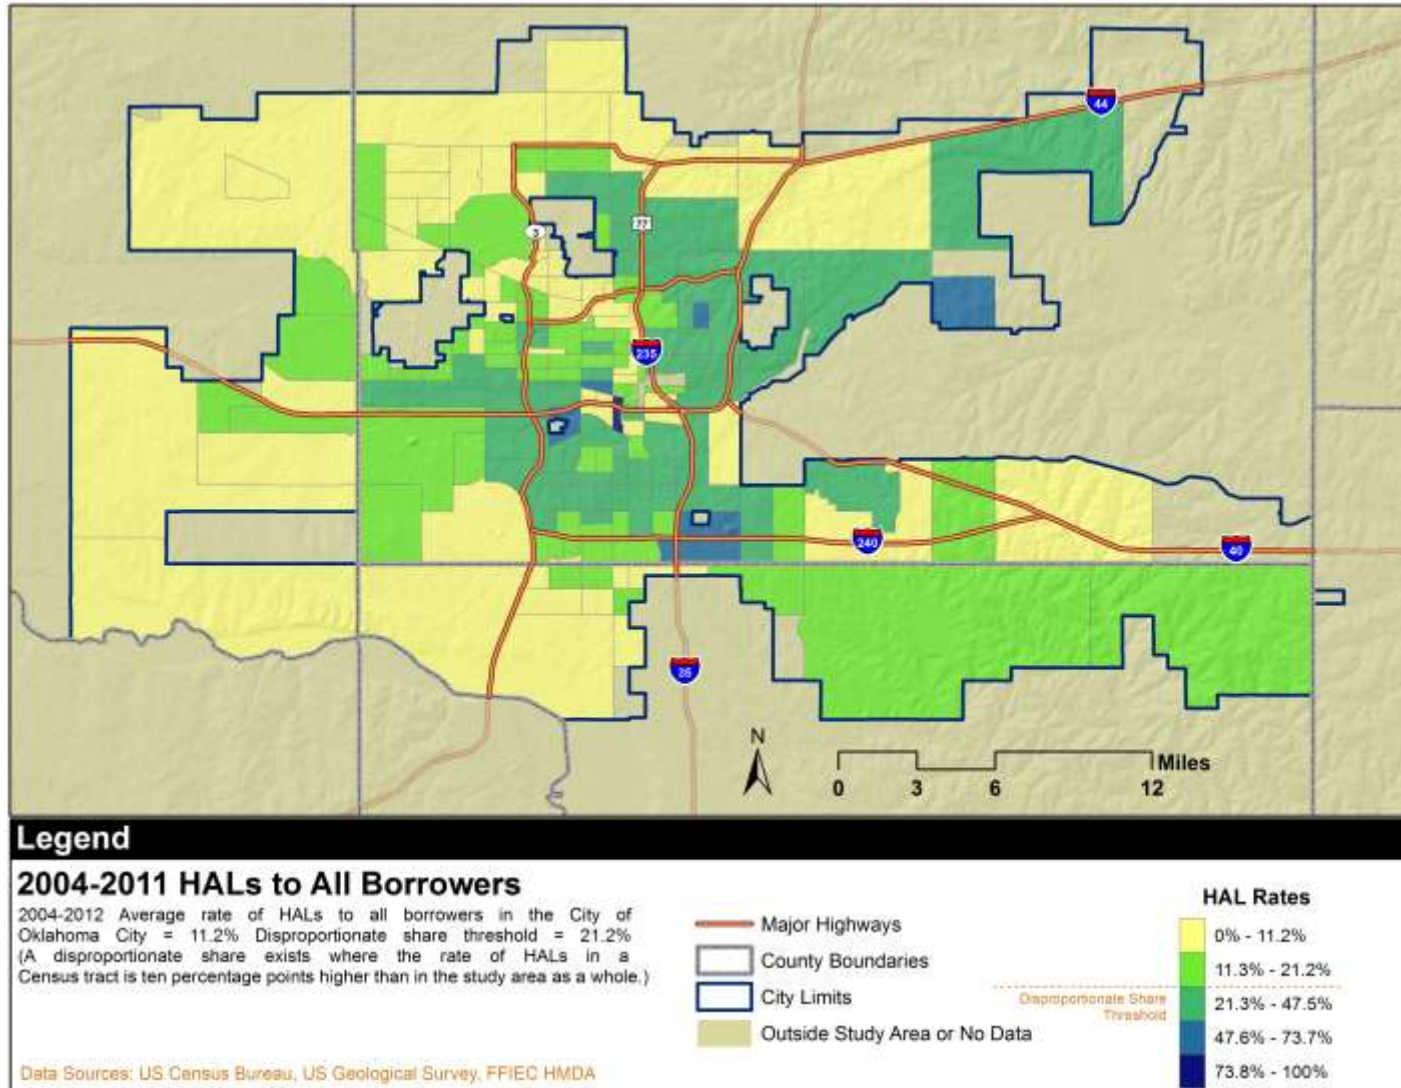 44
3
77
235
240
40
35
N
Miles
0 3 6 12
Legend
2004-2011 HALs to All Borrowers
2004-2012 Average rate of HALs to all borrowers in the City of
Oklahoma City = 11.2% Disproportionate share threshold = 21.2%
(A disproportionate share exists where the rate of HALs in a
Census tract is ten percentage points higher than in the study area as a whole.)
Data Sources: US Census Bureau, US Geological Survey, FFIEC HMDA
Major Highways
County Boundaries
City Limits
Outside Study Area or No Data
HAL Rates
0% - 11.2%
11.3% - 21.2%
Disproportionate Share
Threshold
21.3% - 47.5%
47.6% - 73.7%
73.8% - 100%